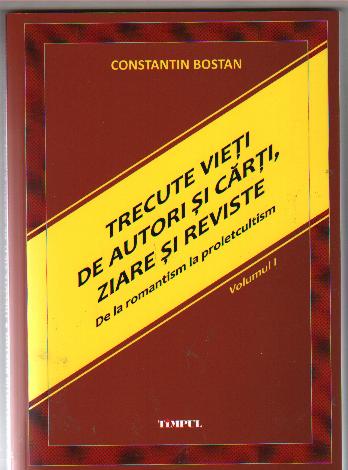 CONSTANTIN BOSTAN
TRECUTE VIEȚI
DE AUTORI ȘI CĂRȚI,
ZIARE ȘI REVISTE
De la romantism la proletcultism
Volumul I
TIMPUL